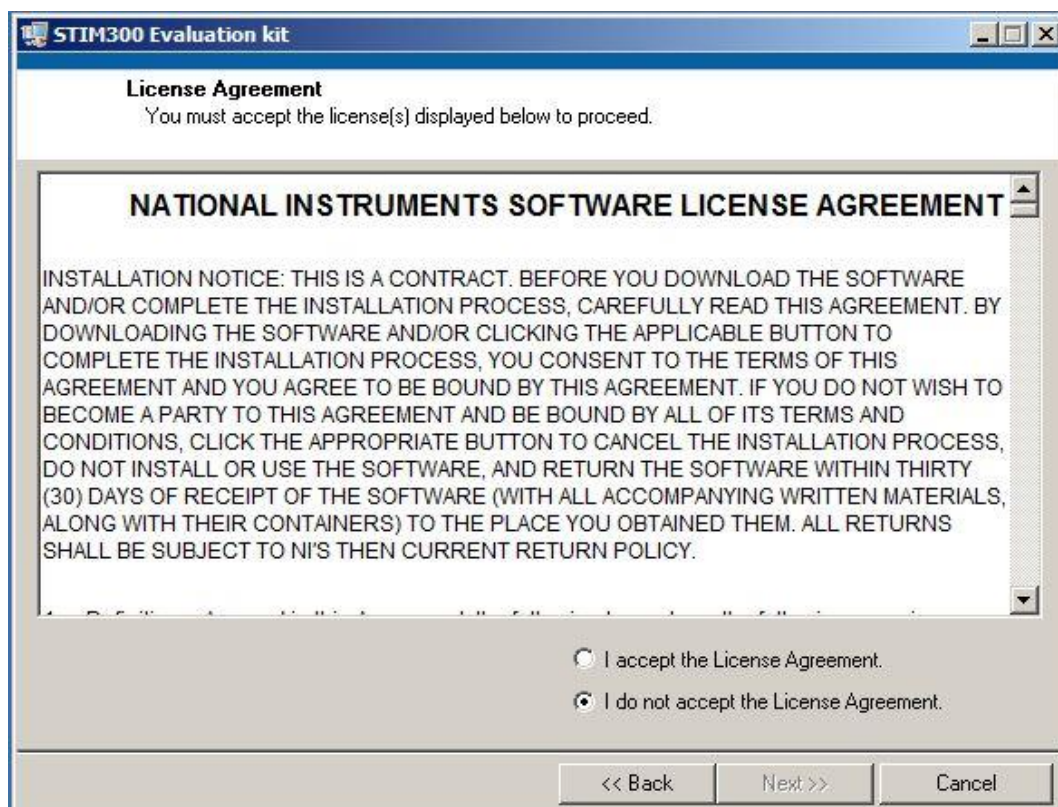 STIM300 Evaluation kit
License Agreement
You must accept the license(s) displayed below to proceed.
NATIONAL INSTRUMENTS SOFTWARE LICENSE AGREEMENT
INSTALLATION NOTICE: THIS IS A CONTRACT. BEFORE YOU DOWNLOAD THE SOFTWARE
AND/OR COMPLETE THE INSTALLATION PROCESS, CAREFULLY READ THIS AGREEMENT. BY
DOWNLOADING THE SOFTWARE AND/OR CLICKING THE APPLICABLE BUTTON TO
COMPLETE THE INSTALLATION PROCESS, YOU CONSENT TO THE TERMS OF THIS
AGREEMENT AND YOU AGREE TO BE BOUND BY THIS AGREEMENT. IF YOU DO NOT WISH TO
BECOME A PARTY TO THIS AGREEMENT AND BE BOUND BY ALL OF ITS TERMS AND
CONDITIONS, CLICK THE APPROPRIATE BUTTON TO CANCEL THE INSTALLATION PROCESS,
DO NOT INSTALL OR USE THE SOFTWARE, AND RETURN THE SOFTWARE WITHIN THIRTY
(30) DAYS OF RECEIPT OF THE SOFTWARE (WITH ALL ACCOMPANYING WRITTEN MATERIALS,
ALONG WITH THEIR CONTAINERS) TO THE PLACE YOU OBTAINED THEM. ALL RETURNS
SHALL BE SUBJECT TO NI'S THEN CURRENT RETURN POLICY.
I accept the License Agreement.
I do not accept the License Agreement.
<< Back Next >> Cancel